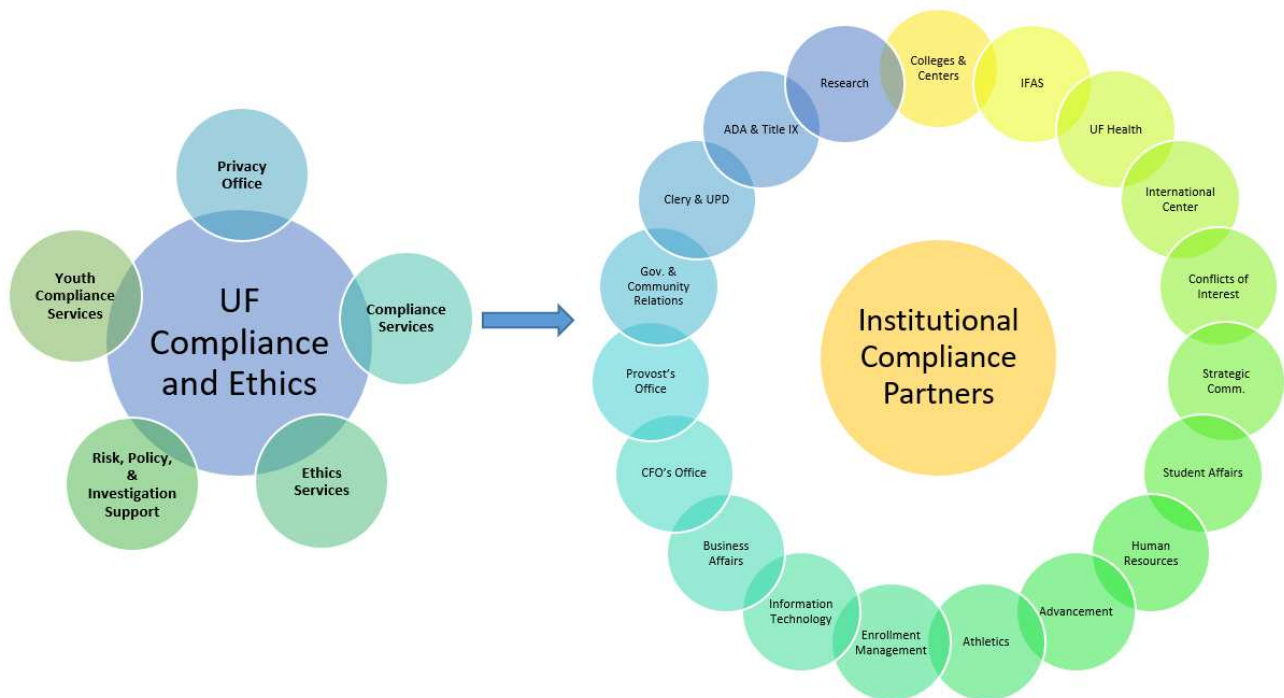 Privacy
Office
Youth
Compliance
Services
UF
Compliance
and Ethics
Compliance
Services
Risk, Policy,
&
Investigation
Support
Ethics
Services
Institutional
Compliance
Partners
Colleges &
Centers
IFAS
UF Health
International
Center
Conflicts of
Interest
Strategic
Comm.
Student Affairs
Human
Resources
Advancement
Athletics
Enrollment
Management
Information
Technology
Business
Affairs
CFO's Office
Provost's
Office
Gov. &
Community
Relations
Clery & UPD
ADA & Title IX
Research